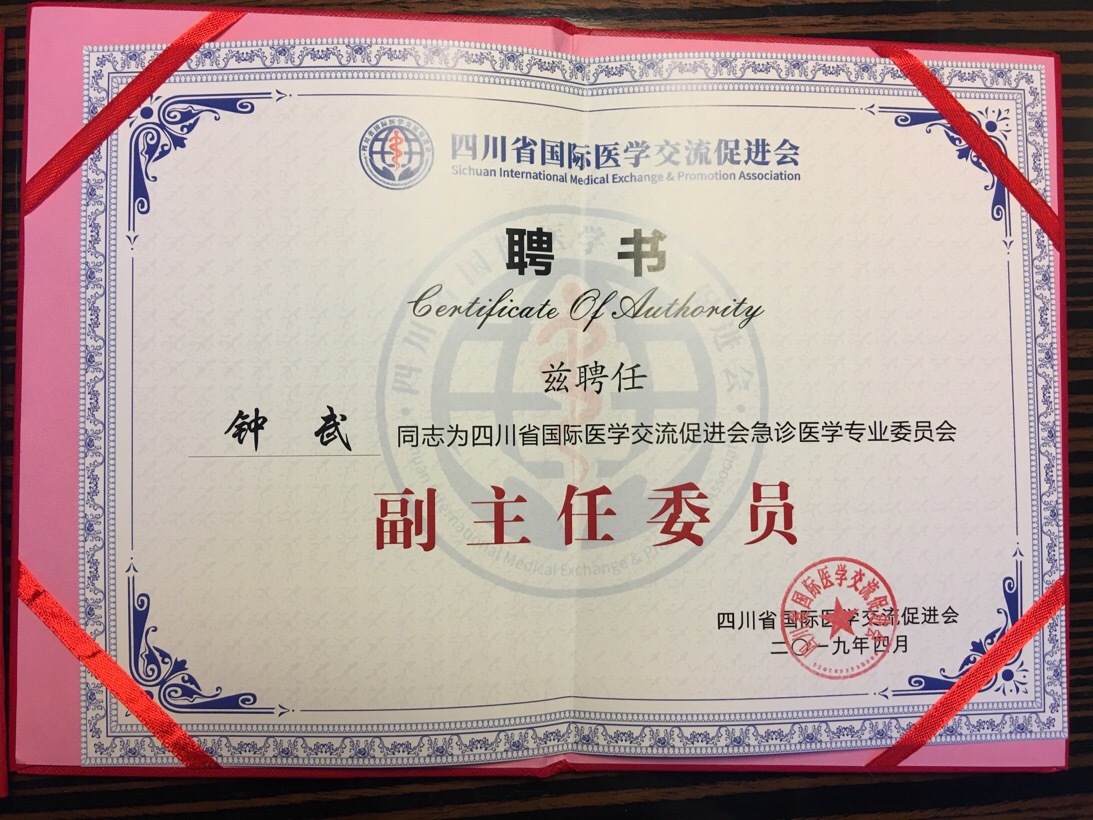 四川省国际医学交流促进会
Sichuan International Medical Exchange & Promotion Association
聘 书
Certificate Of Authority
兹聘任
钟 武 同志为四川省国际医学交流促进会急诊医学专业委员会
副主任委员
四川省国际医学交流促进会
二〇一九年四月